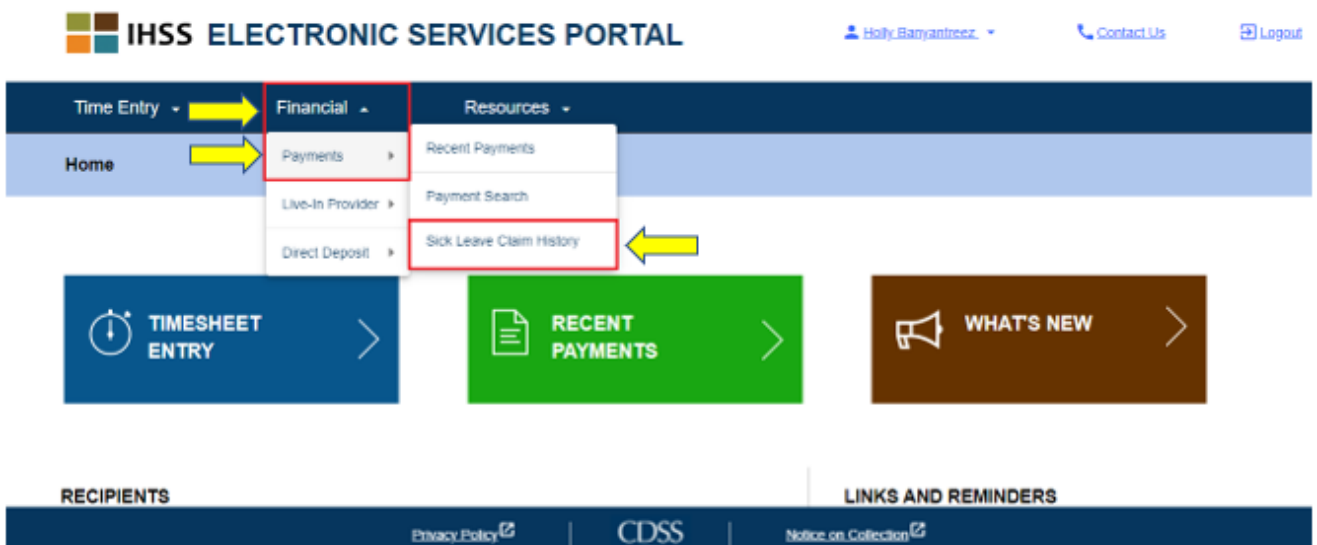 IHSS ELECTRONIC SERVICES PORTAL
Holly Banyantreez
Contact Us
Logout
Time Entry
Financial
Resources
Home
Payments
Recent Payments
Live-In Provider
Payment Search
Direct Deposit
Sick Leave Claim History
TIMESHEET
ENTRY
RECENT
PAYMENTS
WHAT'S NEW
RECIPIENTS
LINKS AND REMINDERS
Privacy Policy
CDSS
Notice on Collection